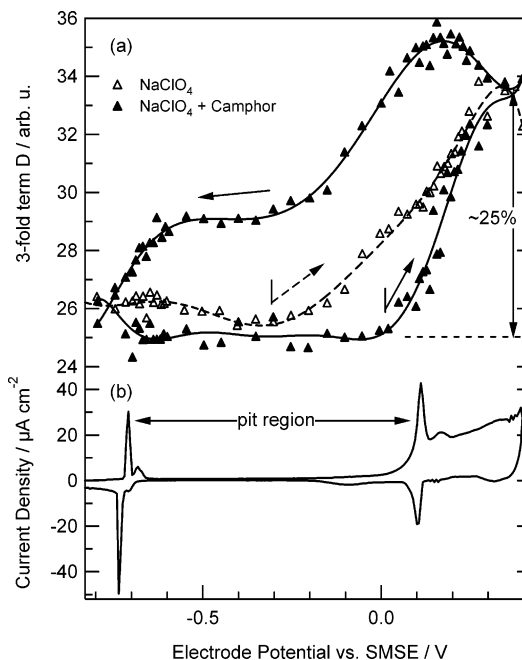 36
34
32
30
28
26
24
3-fold term D / arb. u.
(a)
NaClO4
NaClO4 + Camphor
~25%
(b)
pit region
40
20
0
-20
-40
Current Density / µA cm-2
-0.5
0.0
Electrode Potential vs. SMSE / V